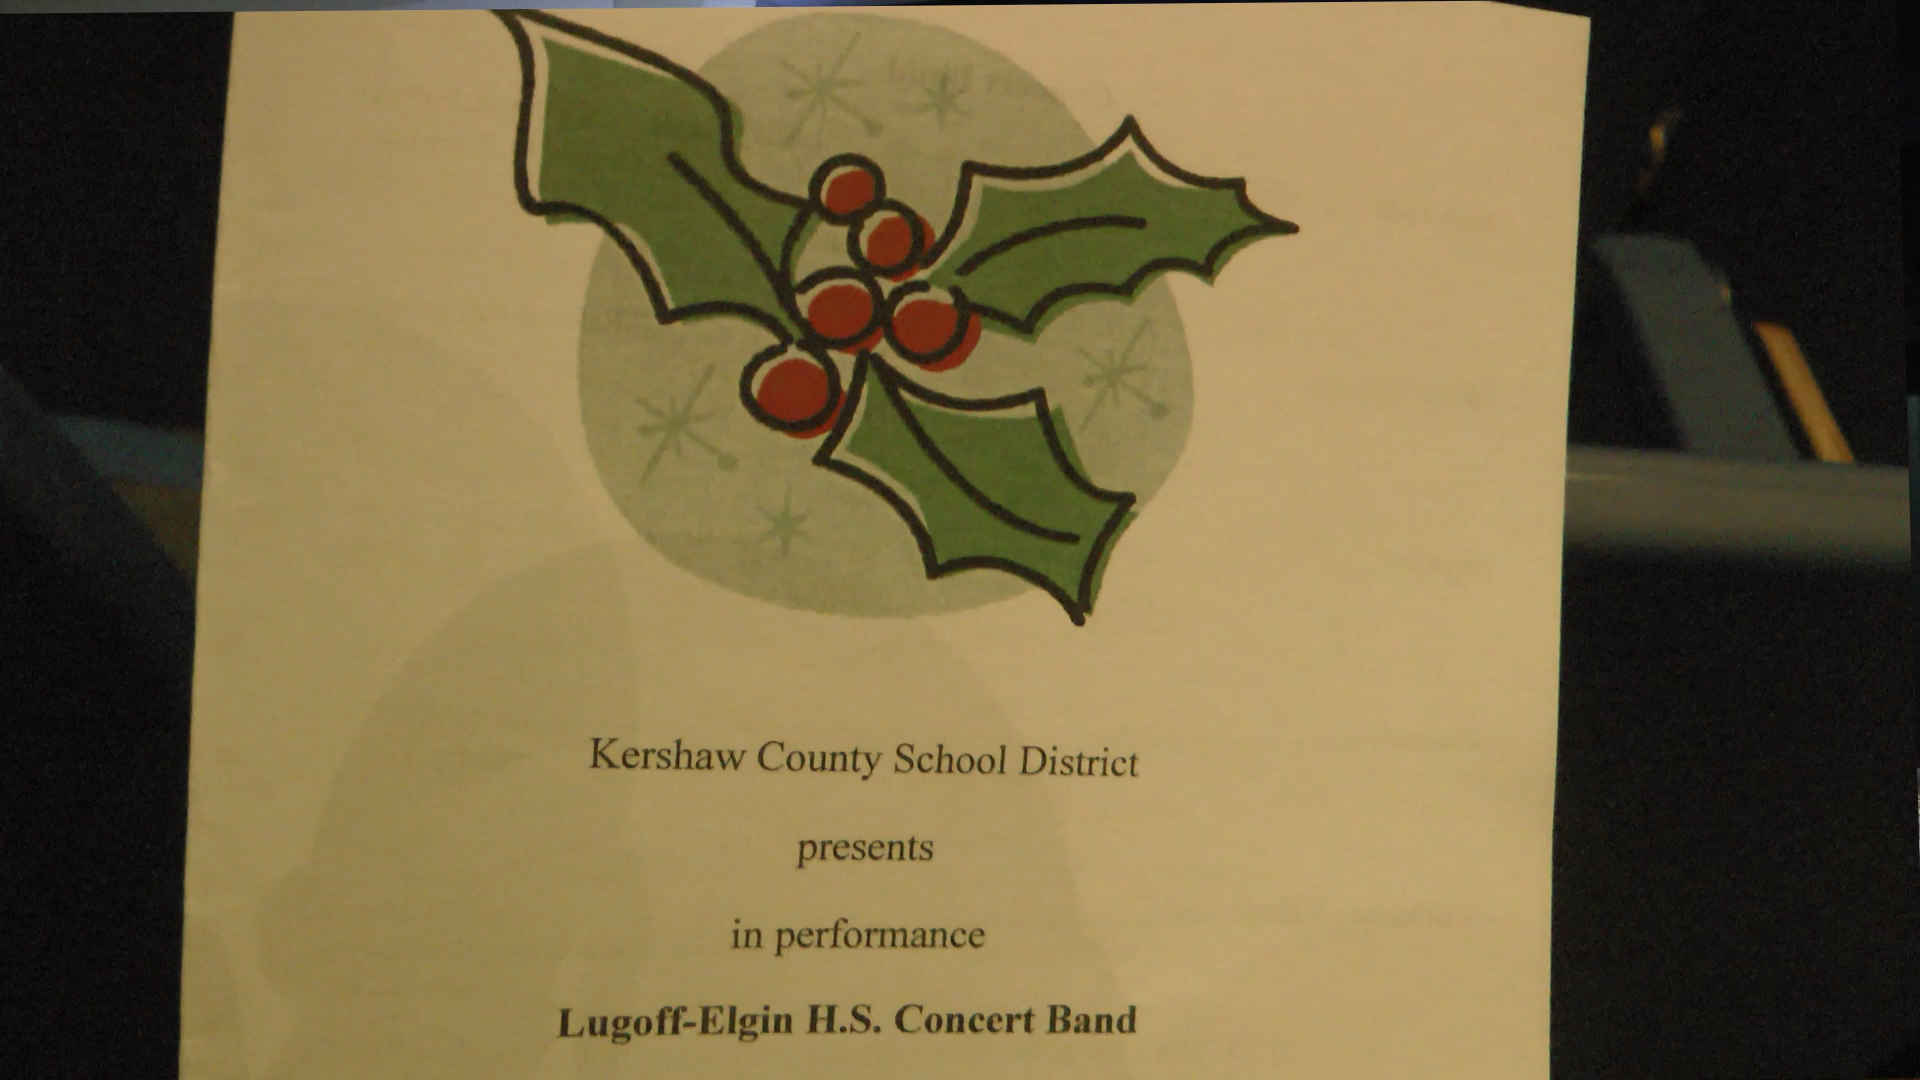 Kershaw County School District
presents
in performance
Lugoff-Elgin H.S. Concert Band